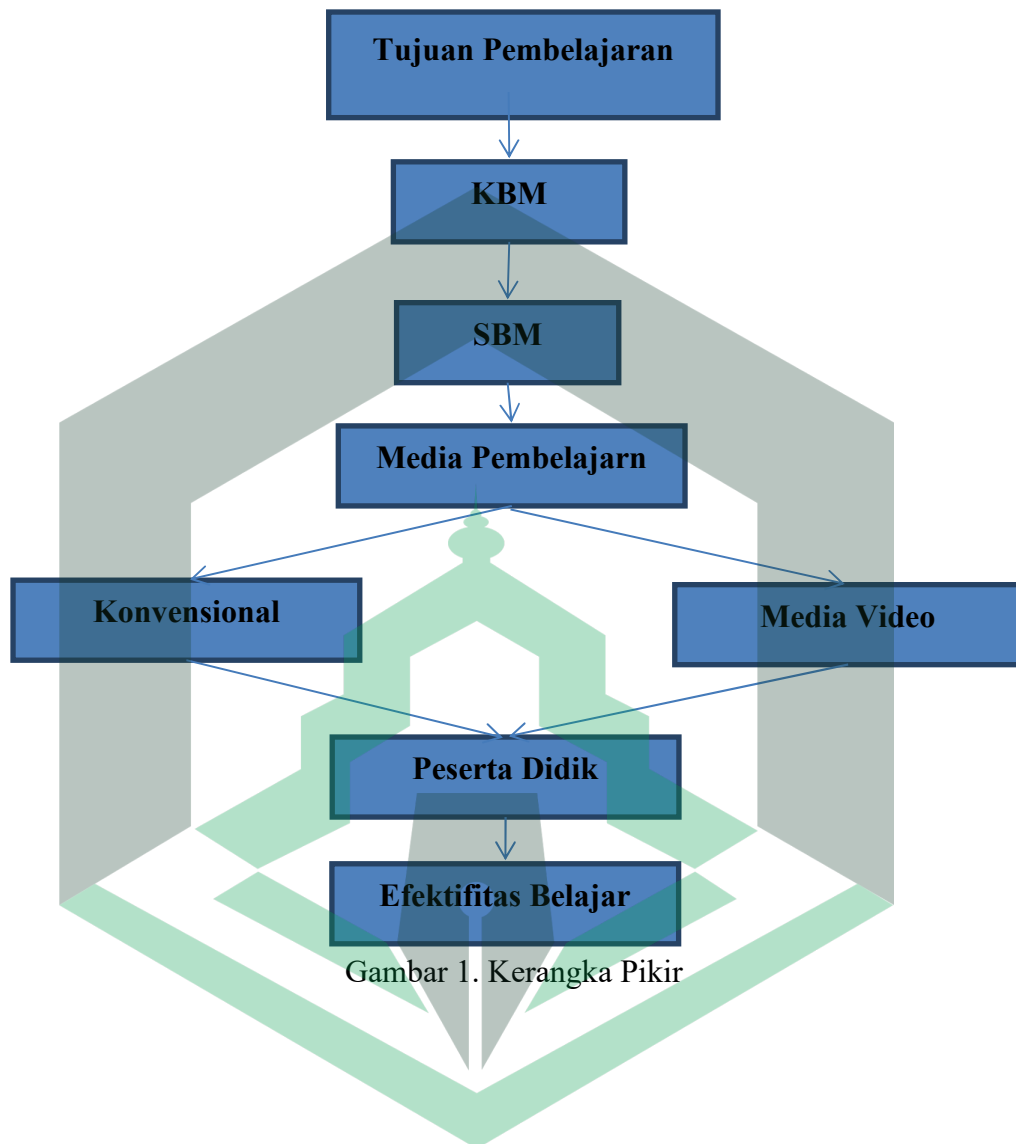 Tujuan Pembelajaran
KBM
SBM
Media Pembelajarn
Konvensional
Media Video
Peserta Didik
Efektifitas Belajar
Gambar 1. Kerangka Pikir